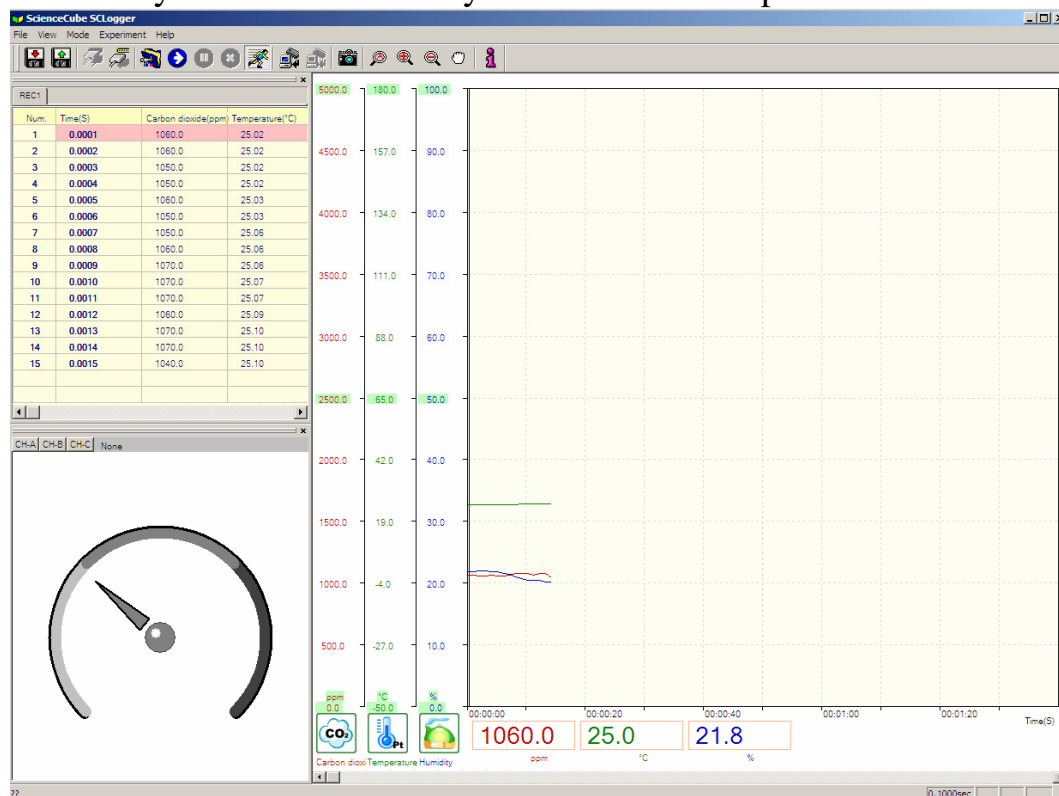 ScienceCube SCLogger
File View Mode Experiment Help
REC1
Num. Time(S) Carbon dioxide(ppm) Temperature(°C)
1 0.0001 1060.0 25.02
2 0.0002 1060.0 25.02
3 0.0003 1050.0 25.02
4 0.0004 1050.0 25.02
5 0.0005 1060.0 25.03
6 0.0006 1050.0 25.03
7 0.0007 1050.0 25.06
8 0.0008 1060.0 25.06
9 0.0009 1070.0 25.06
10 0.0010 1070.0 25.07
11 0.0011 1070.0 25.07
12 0.0012 1060.0 25.09
13 0.0013 1070.0 25.10
14 0.0014 1070.0 25.10
15 0.0015 1040.0 25.10
CH-A CH-B CH-C None
5000.0 180.0 100.0
4500.0 157.0 90.0
4000.0 134.0 80.0
3500.0 111.0 70.0
3000.0 88.0 60.0
2500.0 65.0 50.0
2000.0 42.0 40.0
1500.0 19.0 30.0
1000.0 -4.0 20.0
500.0 -27.0 10.0
ppm °C %
0.0 -50.0 0.0
00:00:00 00:00:20 00:00:40 00:01:00 00:01:20 Time(S)
CO₂ Pt
1060.0 25.0 21.8
ppm °C %
Carbon dioxi Temperature Humidity
?? 0.1000sec